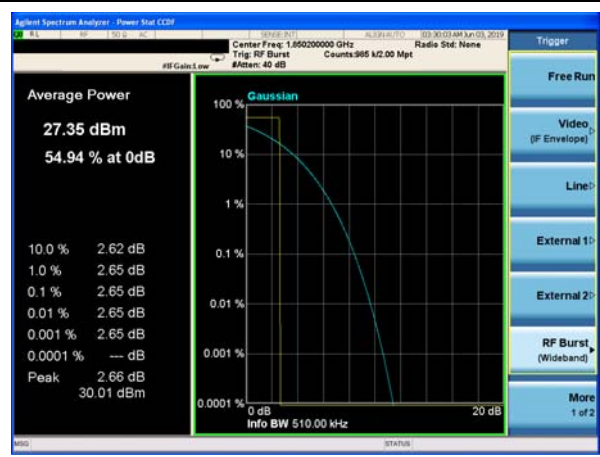 Agilent Spectrum Analyzer - Power Stat CCDF
RL RF 50 Ω AC SENSE:INT ALIGN AUTO 03:30:03 AM Jun 03, 2019
Center Freq: 1.850200000 GHz Radio Std: None
Trig: RF Burst Counts:985 k/2.00 Mpt
#IFGain:Low #Atten: 40 dB
Trigger
Average Power
27.35 dBm
54.94 % at 0dB
10.0 % 2.62 dB
1.0 % 2.65 dB
0.1 % 2.65 dB
0.01 % 2.65 dB
0.001 % 2.65 dB
0.0001 % --- dB
Peak 2.66 dB
30.01 dBm
Gaussian
100 %
10 %
1 %
0.1 %
0.01 %
0.001 %
0.0001 %
0 dB 20 dB
Info BW 510.00 kHz
Free Run
Video
(IF Envelope)
Line
External 1
External 2
RF Burst
(Wideband)
More
1 of 2
MSG STATUS